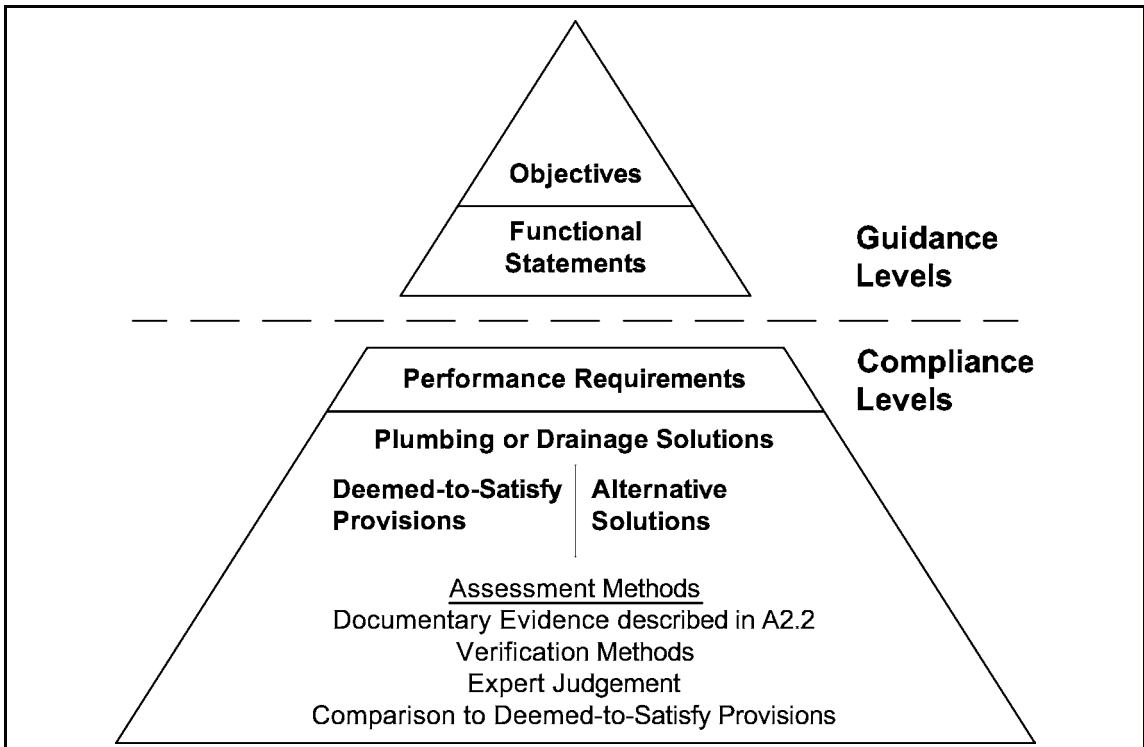 Objectives
Functional
Statements
Guidance
Levels
Performance Requirements
Compliance
Levels
Plumbing or Drainage Solutions
Deemed-to-Satisfy
Provisions
Alternative
Solutions
Assessment Methods
Documentary Evidence described in A2.2
Verification Methods
Expert Judgement
Comparison to Deemed-to-Satisfy Provisions